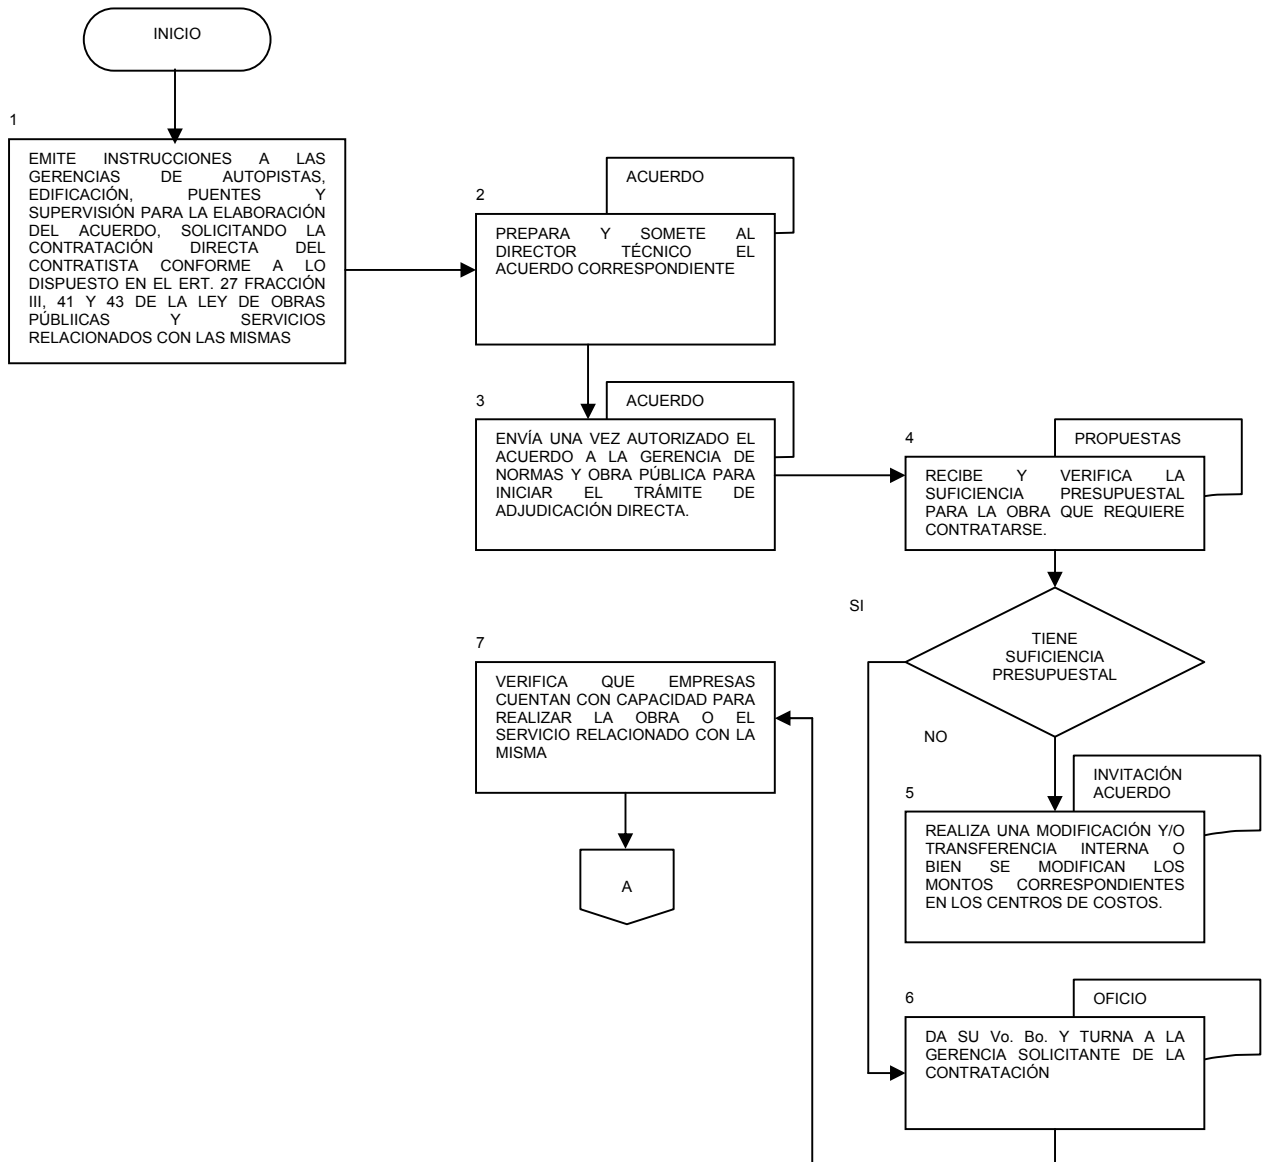 INICIO
1
EMITE INSTRUCCIONES A LAS
GERENCIAS DE AUTOPISTAS,
EDIFICACIÓN, PUENTES Y
SUPERVISIÓN PARA LA ELABORACIÓN
DEL ACUERDO, SOLICITANDO LA
CONTRATACIÓN DIRECTA DEL
CONTRATISTA CONFORME A LO
DISPUESTO EN EL ERT. 27 FRACCIÓN
III, 41 Y 43 DE LA LEY DE OBRAS
PÚBLIICAS Y SERVICIOS
RELACIONADOS CON LAS MISMAS
2
ACUERDO
PREPARA Y SOMETE AL
DIRECTOR TÉCNICO EL
ACUERDO CORRESPONDIENTE
3
ACUERDO
ENVÍA UNA VEZ AUTORIZADO EL
ACUERDO A LA GERENCIA DE
NORMAS Y OBRA PÚBLICA PARA
INICIAR EL TRÁMITE DE
ADJUDICACIÓN DIRECTA.
4
PROPUESTAS
RECIBE Y VERIFICA LA
SUFICIENCIA PRESUPUESTAL
PARA LA OBRA QUE REQUIERE
CONTRATARSE.
SI
TIENE
SUFICIENCIA
PRESUPUESTAL
NO
5
INVITACIÓN
ACUERDO
REALIZA UNA MODIFICACIÓN Y/O
TRANSFERENCIA INTERNA O
BIEN SE MODIFICAN LOS
MONTOS CORRESPONDIENTES
EN LOS CENTROS DE COSTOS.
6
OFICIO
DA SU Vo. Bo. Y TURNA A LA
GERENCIA SOLICITANTE DE LA
CONTRATACIÓN
7
VERIFICA QUE EMPRESAS
CUENTAN CON CAPACIDAD PARA
REALIZAR LA OBRA O EL
SERVICIO RELACIONADO CON LA
MISMA
A